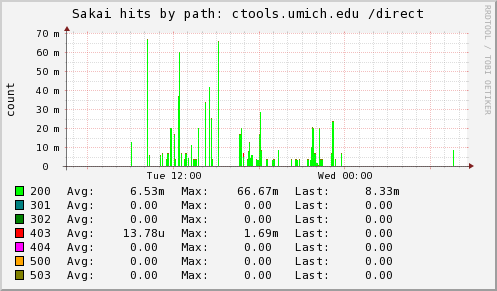 Sakai hits by path: ctools.umich.edu /direct
RRDTOOL / TOBI OETIKER
count
70 m
60 m
50 m
40 m
30 m
20 m
10 m
0
Tue 12:00 Wed 00:00
200 Avg: 6.53m Max: 66.67m Last: 8.33m
301 Avg: 0.00 Max: 0.00 Last: 0.00
302 Avg: 0.00 Max: 0.00 Last: 0.00
403 Avg: 13.78u Max: 1.69m Last: 0.00
404 Avg: 0.00 Max: 0.00 Last: 0.00
500 Avg: 0.00 Max: 0.00 Last: 0.00
503 Avg: 0.00 Max: 0.00 Last: 0.00